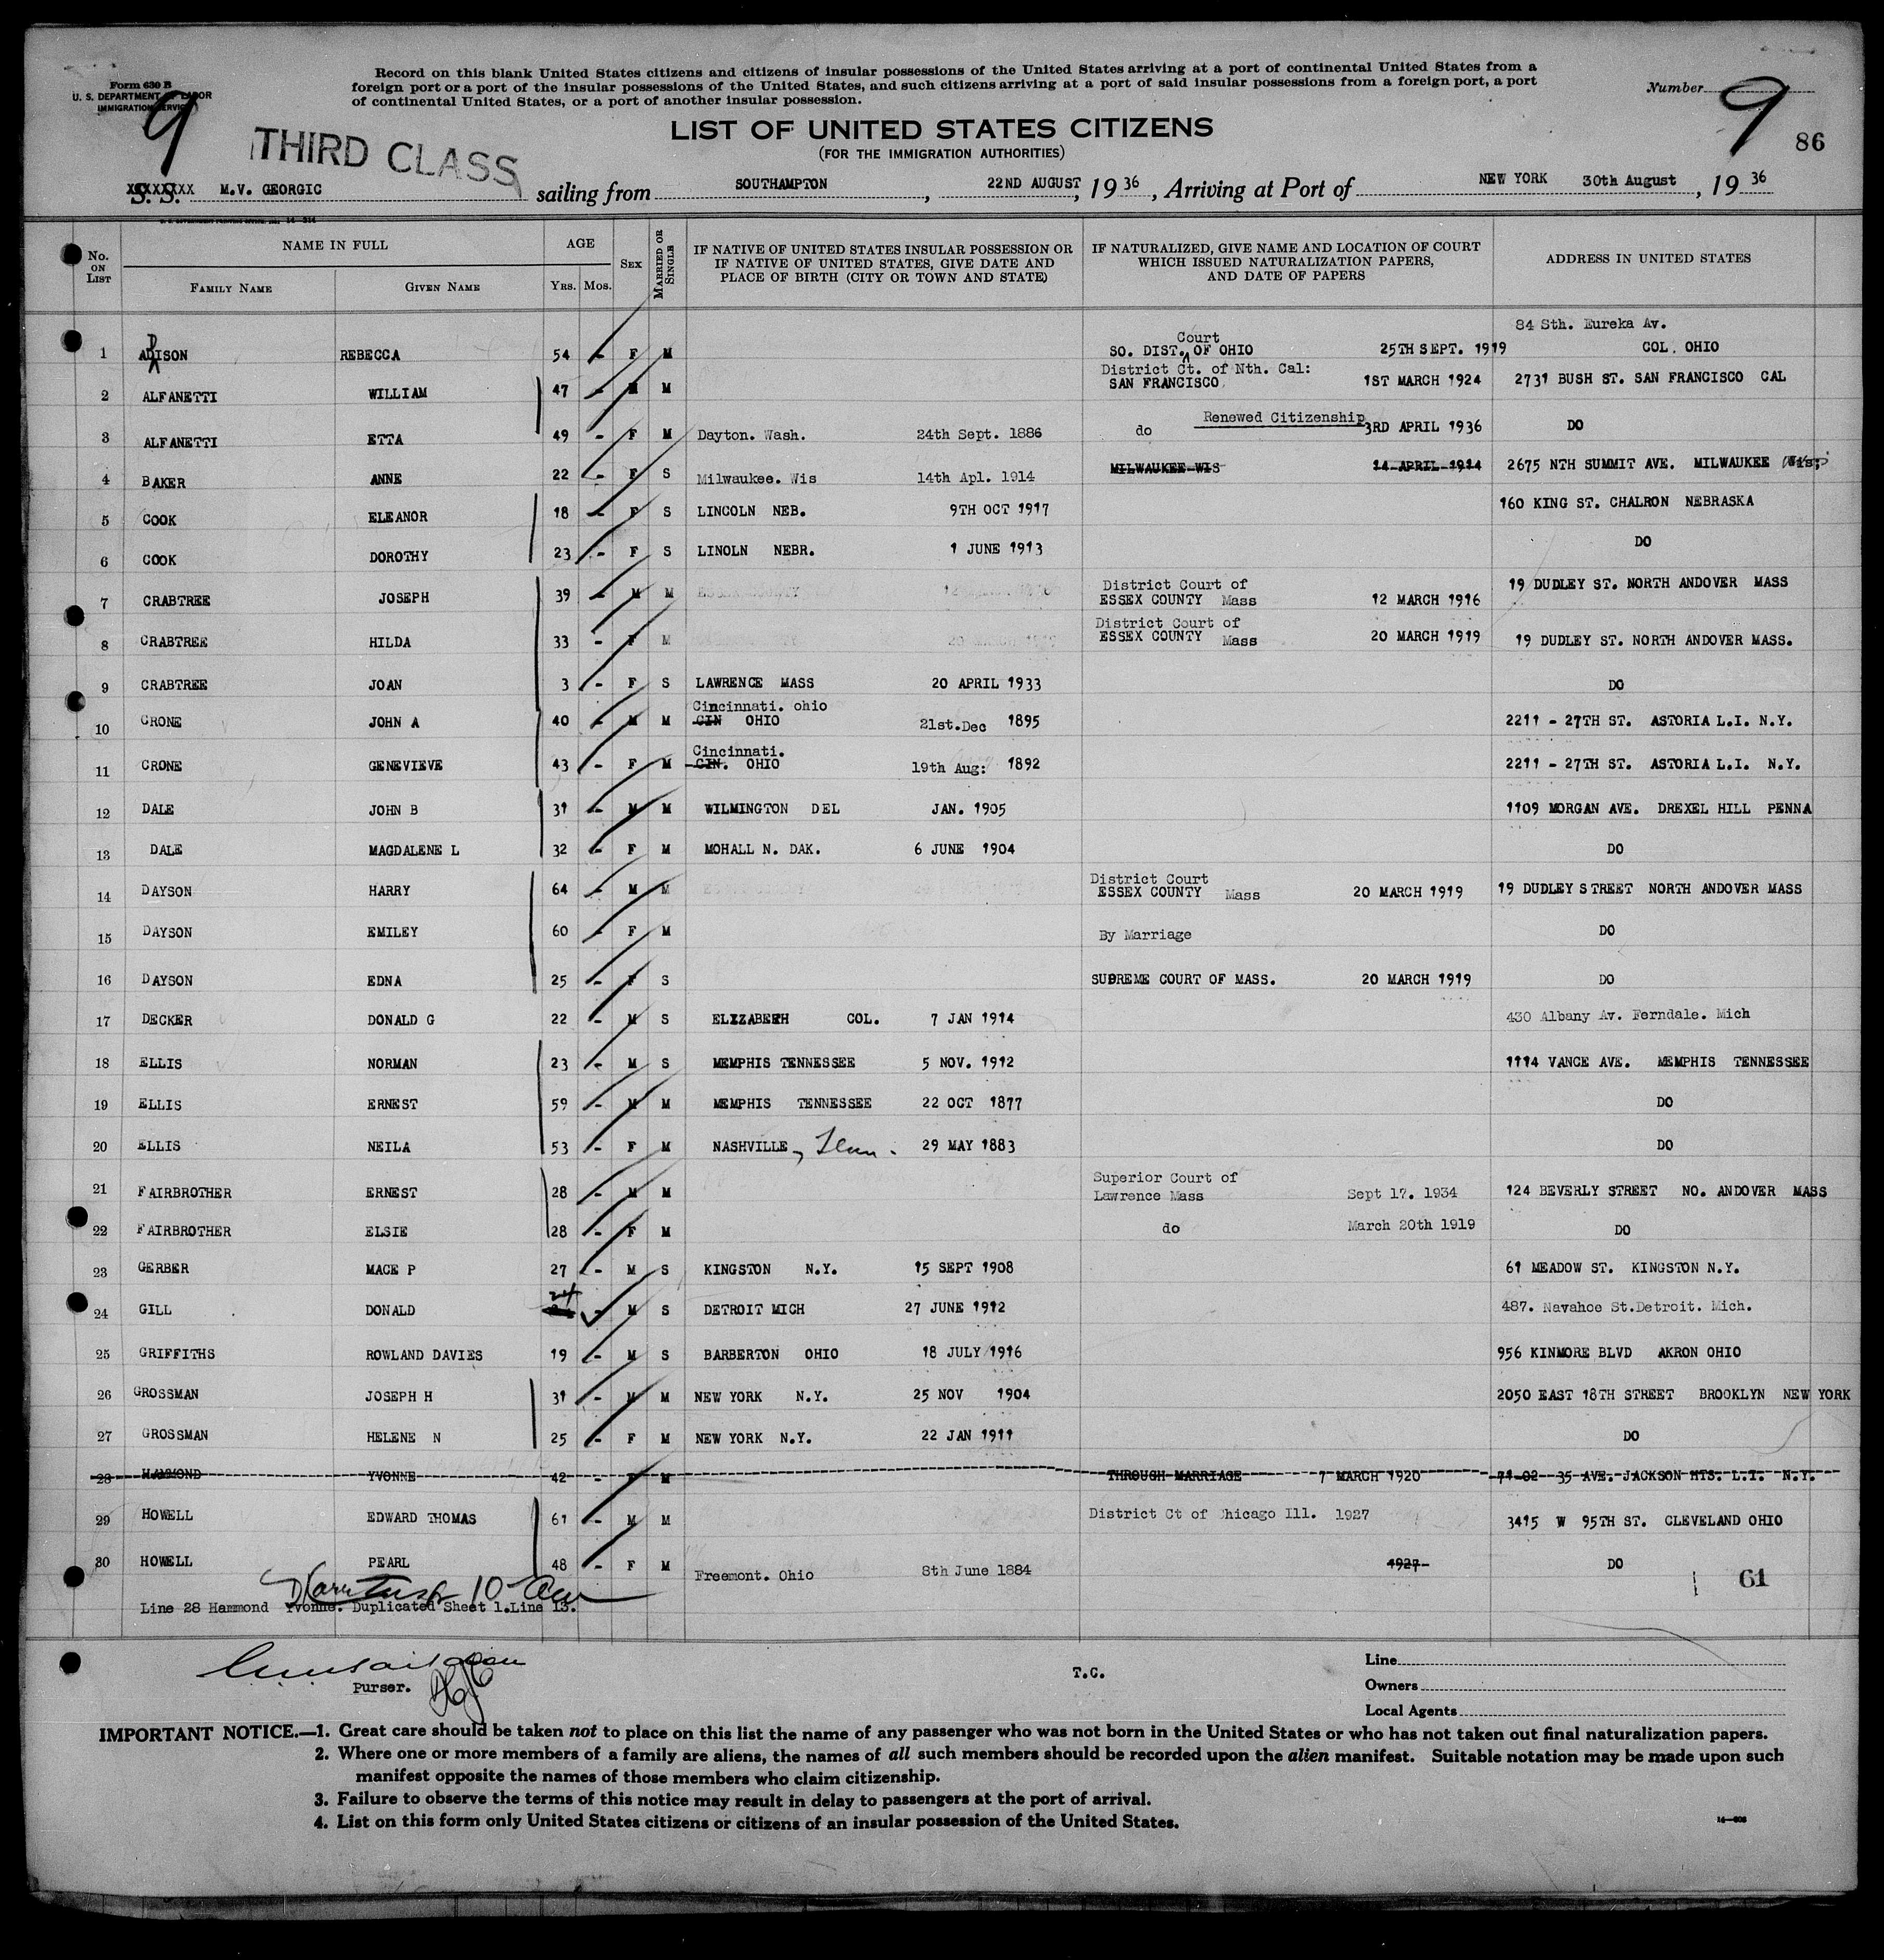 Form 630 B
U. S. DEPARTMENT OF LABOR
IMMIGRATION SERVICE
9
Record on this blank United States citizens and citizens of insular possessions of the United States arriving at a port of continental United States from a
foreign port or a port of the insular possessions of the United States, and such citizens arriving at a port of said insular possessions from a foreign port, a port
of continental United States, or a port of another insular possession.
Number 9
86
THIRD CLASS
LIST OF UNITED STATES CITIZENS
(FOR THE IMMIGRATION AUTHORITIES)
S. S. M.V. GEORGIC sailing from SOUTHAMPTON, 22ND AUGUST, 1936, Arriving at Port of NEW YORK 30th August, 1936
No. ON LIST
NAME IN FULL
FAMILY NAME GIVEN NAME
AGE
YRS. MOS.
SEX
MARRIED OR SINGLE
IF NATIVE OF UNITED STATES INSULAR POSSESSION OR
IF NATIVE OF UNITED STATES, GIVE DATE AND
PLACE OF BIRTH (CITY OR TOWN AND STATE)
IF NATURALIZED, GIVE NAME AND LOCATION OF COURT
WHICH ISSUED NATURALIZATION PAPERS,
AND DATE OF PAPERS
ADDRESS IN UNITED STATES
84 Sth. Eureka Av.
Court
1 ADDISON REBECCA 54 - F M SO. DIST. OF OHIO 25TH SEPT. 1919 COL. OHIO
District Ct. of Nth. Cal:
2 ALFANETTI WILLIAM 47 - M M SAN FRANCISCO 1ST MARCH 1924 2731 BUSH ST. SAN FRANCISCO CAL
Renewed Citizenship
3 ALFANETTI ETTA 49 - F M Dayton. Wash. 24th Sept. 1886 do 3RD APRIL 1936 DO
4 BAKER ANNE 22 - F S Milwaukee. Wis 14th Apl. 1914 MILWAUKEE WIS 14 APRIL 1914 2675 NTH SUMMIT AVE. MILWAUKEE Wis.
5 COOK ELEANOR 18 - F S LINCOLN NEB. 9TH OCT 1917 160 KING ST. CHALRON NEBRASKA
6 COOK DOROTHY 23 - F S LINOLN NEBR. 1 JUNE 1913 DO
District Court of
7 CRABTREE JOSEPH 39 - M M ESSEX COUNTY Mass 12 MARCH 1916 19 DUDLEY ST. NORTH ANDOVER MASS
District Court of
8 CRABTREE HILDA 33 - F M ESSEX COUNTY Mass 20 MARCH 1919 19 DUDLEY ST. NORTH ANDOVER MASS.
9 CRABTREE JOAN 3 - F S LAWRENCE MASS 20 APRIL 1933 DO
Cincinnati. ohio
10 CRONE JOHN A 40 - M M CIN OHIO 21st.Dec 1895 2211 - 27TH ST. ASTORIA L.I. N.Y.
Cincinnati.
11 CRONE GENEVIEVE 43 - F M CIN. OHIO 19th Aug: 1892 2211 - 27TH ST. ASTORIA L.I. N.Y.
12 DALE JOHN B 31 - M M WILMINGTON DEL JAN. 1905 1109 MORGAN AVE. DREXEL HILL PENNA
13 DALE MAGDALENE L 32 - F M MOHALL N. DAK. 6 JUNE 1904 DO
District Court
14 DAYSON HARRY 64 - M M ESSEX COUNTY Mass 20 MARCH 1919 19 DUDLEY STREET NORTH ANDOVER MASS
15 DAYSON EMILEY 60 - F M By Marriage DO
16 DAYSON EDNA 25 - F S SUPREME COURT OF MASS. 20 MARCH 1919 DO
17 DECKER DONALD G 22 - M S ELIZABETH COL. 7 JAN 1914 430 Albany Av. Ferndale. Mich
18 ELLIS NORMAN 23 - M S MEMPHIS TENNESSEE 5 NOV. 1912 1114 VANCE AVE. MEMPHIS TENNESSEE
19 ELLIS ERNEST 59 - M M MEMPHIS TENNESSEE 22 OCT 1877 DO
20 ELLIS NEILA 53 - F M NASHVILLE, Tenn. 29 MAY 1883 DO
Superior Court of
21 FAIRBROTHER ERNEST 28 - M M Lawrence Mass Sept 17. 1934 124 BEVERLY STREET NO. ANDOVER MASS
22 FAIRBROTHER ELSIE 28 - F M do March 20th 1919 DO
23 GERBER MACE P 27 - M S KINGSTON N.Y. 15 SEPT 1908 61 MEADOW ST. KINGSTON N.Y.
24 GILL DONALD 24 - M S DETROIT MICH 27 JUNE 1912 487. Navahoe St.Detroit. Mich.
25 GRIFFITHS ROWLAND DAVIES 19 - M S BARBERTON OHIO 18 JULY 1916 956 KINMORE BLVD AKRON OHIO
26 GROSSMAN JOSEPH H 31 - M M NEW YORK N.Y. 25 NOV 1904 2050 EAST 18TH STREET BROOKLYN NEW YORK
27 GROSSMAN HELENE N 25 - F M NEW YORK N.Y. 22 JAN 1911 DO
28 HAMMOND YVONNE 42 - F M THROUGH MARRIAGE 7 MARCH 1920 71-02 35 AVE. JACKSON HTS. L.I. N.Y.
29 HOWELL EDWARD THOMAS 61 - M M District Ct of Chicago Ill. 1927 3415 W 95TH ST. CLEVELAND OHIO
30 HOWELL PEARL 48 - F M Freemont. Ohio 8th June 1884 1927 DO
61
Line 28 Hammond Yvonne. Duplicated Sheet 1.Line 13.
Purser.
T.C.
Line
Owners
Local Agents
IMPORTANT NOTICE.—1. Great care should be taken not to place on this list the name of any passenger who was not born in the United States or who has not taken out final naturalization papers.
2. Where one or more members of a family are aliens, the names of all such members should be recorded upon the alien manifest. Suitable notation may be made upon such
manifest opposite the names of those members who claim citizenship.
3. Failure to observe the terms of this notice may result in delay to passengers at the port of arrival.
4. List on this form only United States citizens or citizens of an insular possession of the United States.